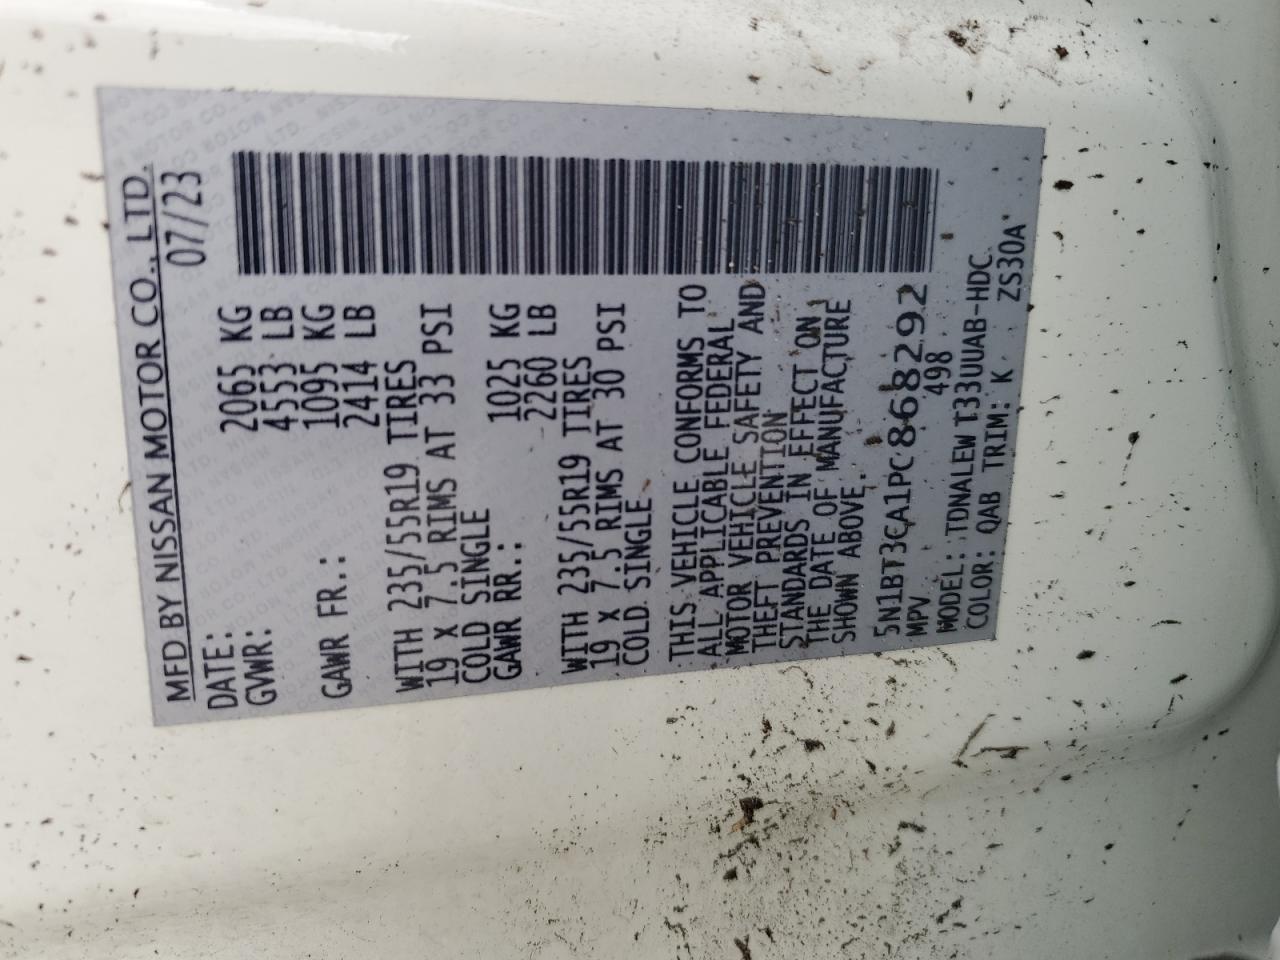 MFD BY NISSAN MOTOR CO., LTD.
DATE: 07/23
GVWR: 2065 KG
4553 LB
GAWR FR.: 1095 KG
2414 LB
WITH 235/55R19 TIRES
19 X 7.5 RIMS AT 33 PSI
COLD SINGLE
GAWR RR.: 1025 KG
2260 LB
WITH 235/55R19 TIRES
19 X 7.5 RIMS AT 30 PSI
COLD SINGLE
THIS VEHICLE CONFORMS TO
ALL APPLICABLE FEDERAL
MOTOR VEHICLE SAFETY AND
THEFT PREVENTION
STANDARDS IN EFFECT ON
THE DATE OF MANUFACTURE
SHOWN ABOVE.
5N1BT3CA1PC868292
MPV 498
MODEL: TDNALEW T33UUAB-HDC
COLOR: QAB TRIM: K ZS30A